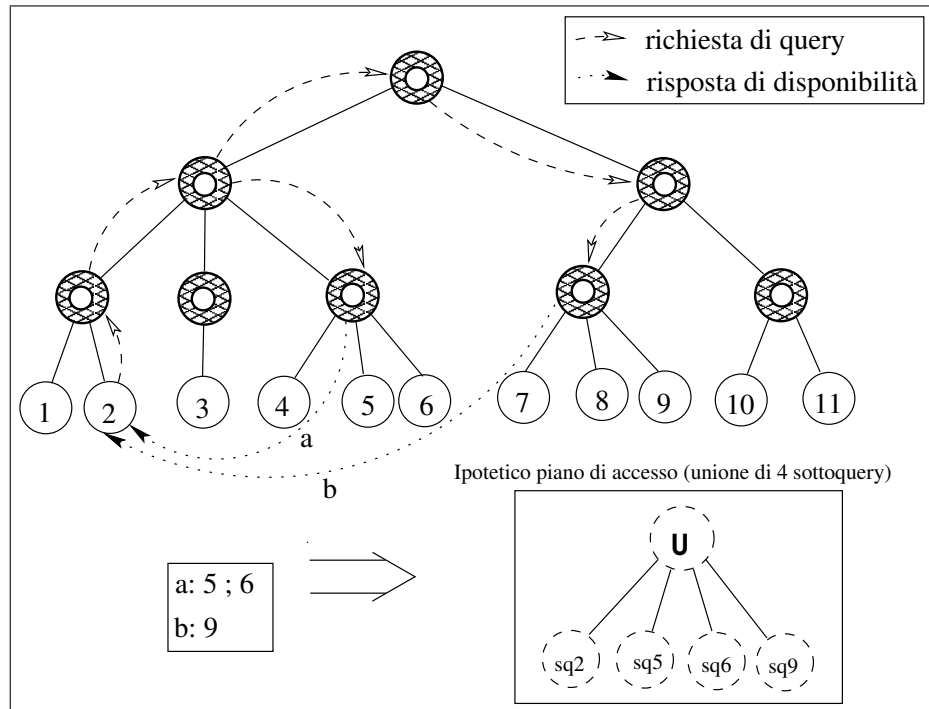 richiesta di query
risposta di disponibilità
1
2
3
4
5
6
7
8
9
10
11
a
b
Ipotetico piano di accesso (unione di 4 sottoquery)
a: 5 ; 6
b: 9
U
sq2
sq5
sq6
sq9